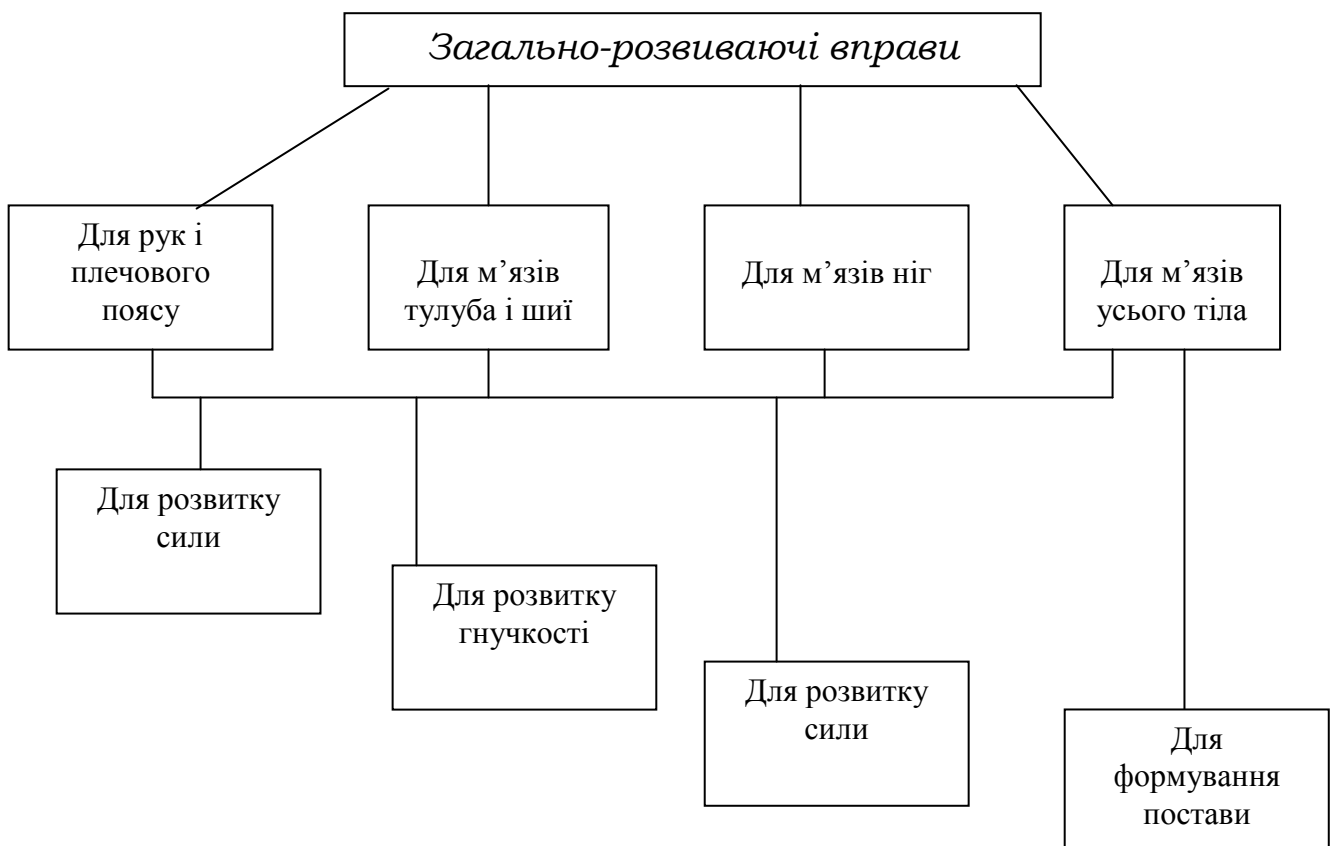 Загально-розвиваючі вправи
Для рук і
плечового
поясу
Для м’язів
тулуба і шиї
Для м’язів ніг
Для м’язів
усього тіла
Для розвитку
сили
Для розвитку
гнучкості
Для розвитку
сили
Для
формування
постави